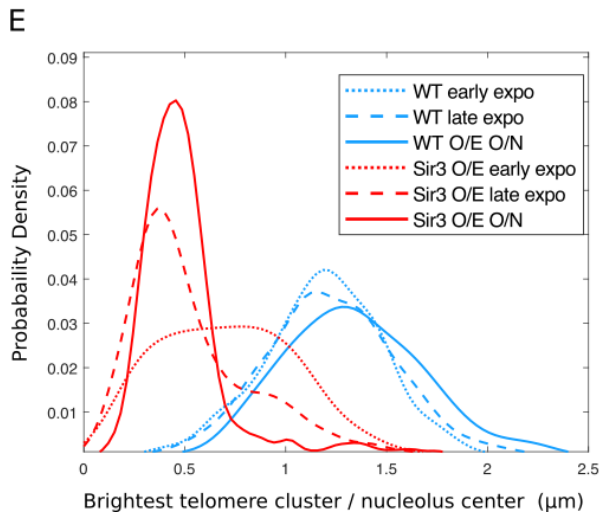 E
0.09
0.08
0.07
0.06
0.05
0.04
0.03
0.02
0.01
Probabaility Density
WT early expo
WT late expo
WT O/E O/N
Sir3 O/E early expo
Sir3 O/E late expo
Sir3 O/E O/N
0 0.5 1 1.5 2 2.5
Brightest telomere cluster / nucleolus center (μm)